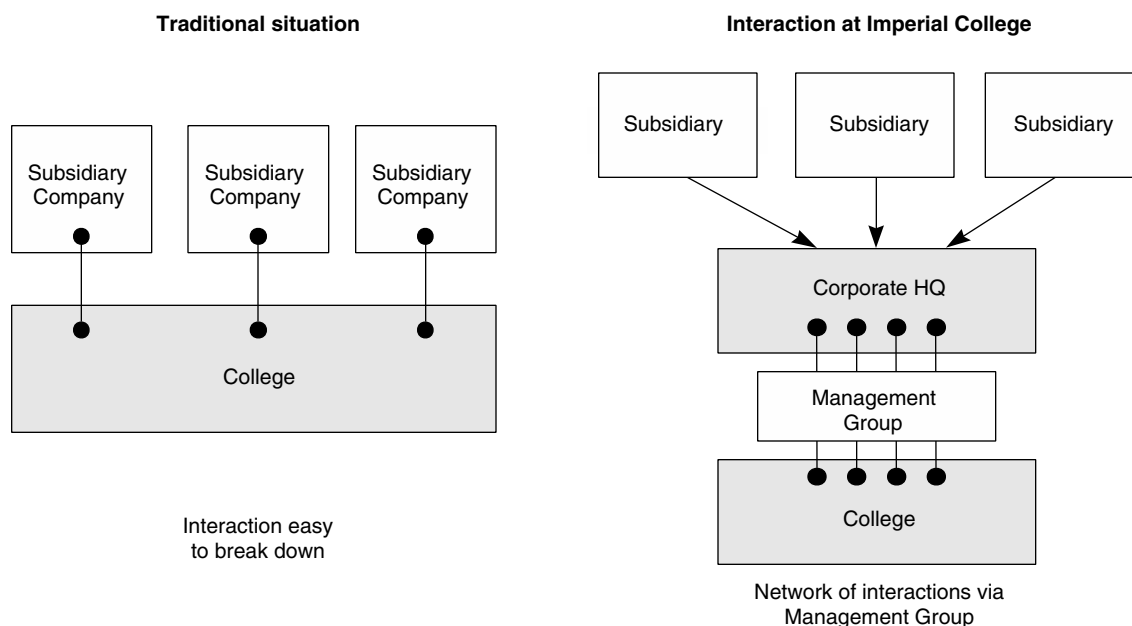 Traditional situation
Subsidiary
Company
Subsidiary
Company
Subsidiary
Company
College
Interaction easy
to break down
Interaction at Imperial College
Subsidiary
Subsidiary
Subsidiary
Corporate HQ
Management
Group
College
Network of interactions via
Management Group